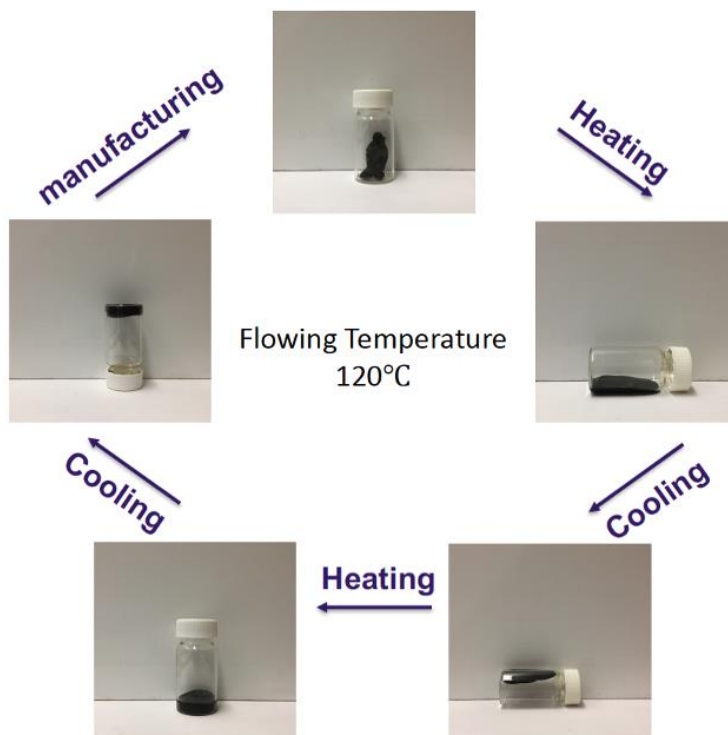 manufacturing
Heating
Flowing Temperature
120℃
Cooling
Cooling
Heating